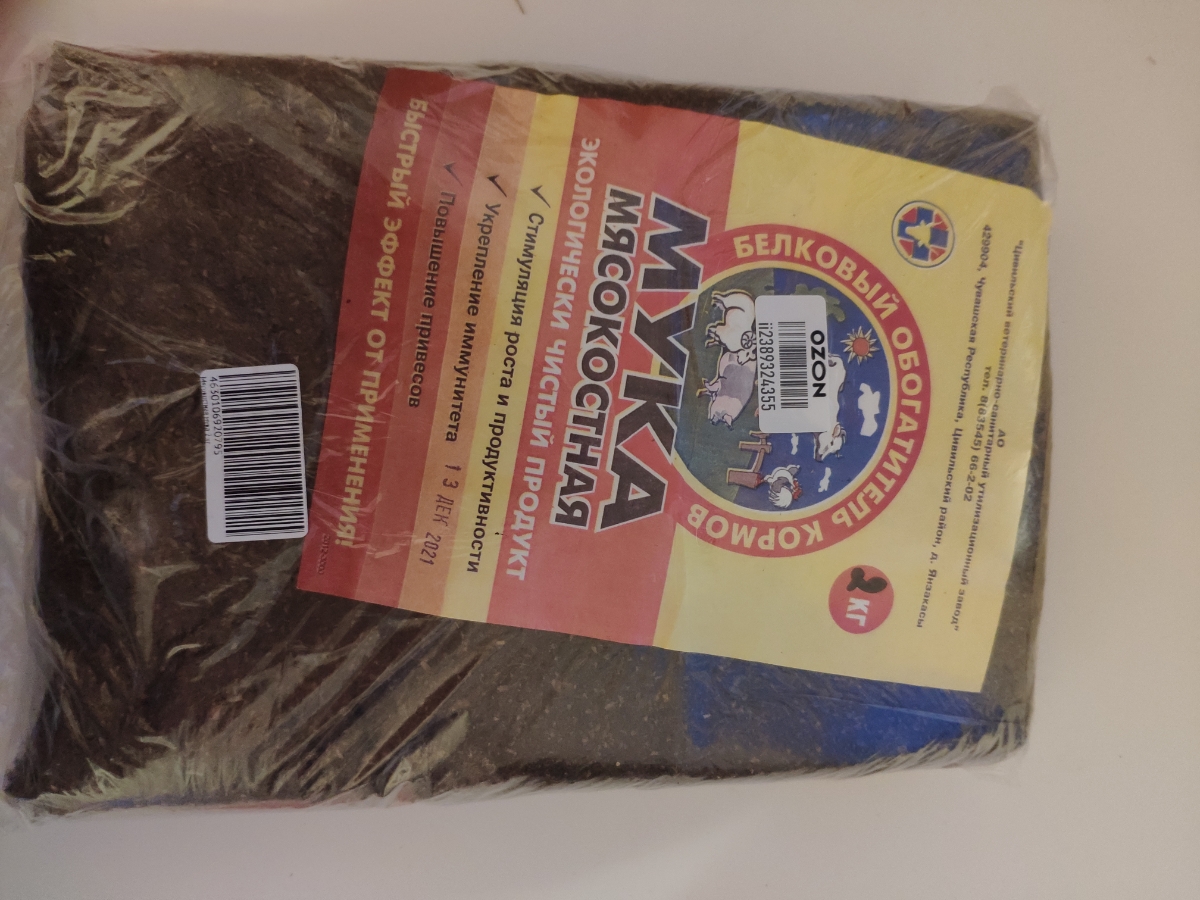 АО
"Цивильский ветеринарно-санитарный утилизационный завод"
тел. 8(83545) 66-2-02
429904, Чувашская Республика, Цивильский район, д. Янзакасы
БЕЛКОВЫЙ ОБОГАТИТЕЛЬ КОРМОВ
2 КГ
OZON
ii2389324355
МУКА
МЯСОКОСТНАЯ
ЭКОЛОГИЧЕСКИ ЧИСТЫЙ ПРОДУКТ
✓ Стимуляция роста и продуктивности
✓ Укрепление иммунитета
13 ДЕК 2021
✓ Повышение привесов
БЫСТРЫЙ ЭФФЕКТ ОТ ПРИМЕНЕНИЯ!
4650106920795